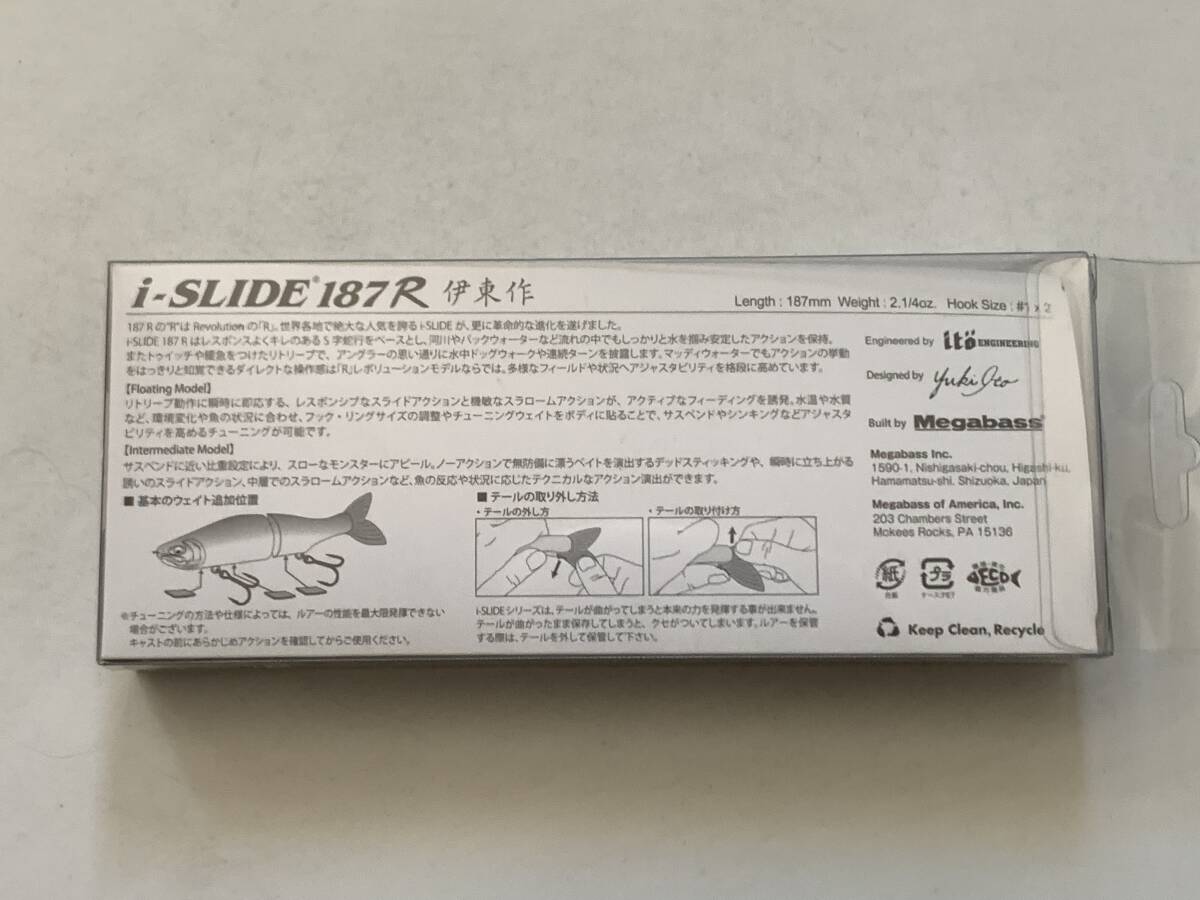 i-SLIDE® 187R 伊東作
Length : 187mm Weight : 2.1/4oz. Hook Size : #1 x 2
187 Rの"R"は Revolutionの「R」。世界各地で絶大な人気を誇るi-SLIDEが、更に革命的な進化を遂げました。
i-SLIDE 187 RはレスポンスよくキレのあるS字蛇行をベースとし、河川やバックウォーターなど流れの中でもしっかりと水を掴み安定したアクションを保持。
またトゥイッチや緩急をつけたリトリーブで、アングラーの思い通りに水中ドッグウォークや連続ターンを披露します。マッディウォーターでもアクションの挙動
をはっきりと知覚できるダイレクトな操作感は「R」レボリューションモデルならでは。多様なフィールドや状況へアジャスタビリティを格段に高めています。
【Floating Model】
リトリーブ動作に瞬時に即応する、レスポンシブなスライドアクションと機敏なスラロームアクションが、アクティブなフィーディングを誘発。水温や水質
など、環境変化や魚の状況に合わせ、フック・リングサイズの調整やチューニングウェイトをボディに貼ることで、サスペンドやシンキングなどアジャスタ
ビリティを高めるチューニングが可能です。
【Intermediate Model】
サスペンドに近い比重設定により、スローなモンスターにアピール。ノーアクションで無防備に漂うベイトを演出するデッドスティッキングや、瞬時に立ち上がる
誘いのスライドアクション、中層でのスラロームアクションなど、魚の反応や状況に応じたテクニカルなアクション演出ができます。
■ 基本のウェイト追加位置
※チューニングの方法や仕様によっては、ルアーの性能を最大限発揮できない
場合がございます。
キャストの前にあらかじめアクションを確認してからご使用ください。
■ テールの取り外し方法
・テールの外し方
・テールの取り付け方
i-SLIDEシリーズは、テールが曲がってしまうと本来の力を発揮する事が出来ません。
テールが曲がったまま保存してしまうと、クセがついてしまいます。ルアーを保管
する際は、テールを外して保管して下さい。
Engineered by itō ENGINEERING
Designed by Yuki Ito
Built by Megabass®
Megabass Inc.
1590-1, Nishigasaki-chou, Higashi-ku,
Hamamatsu-shi, Shizuoka, Japan
Megabass of America, Inc.
203 Chambers Street
Mckees Rocks, PA 15136
紙
プラ
ECO
Keep Clean, Recycle